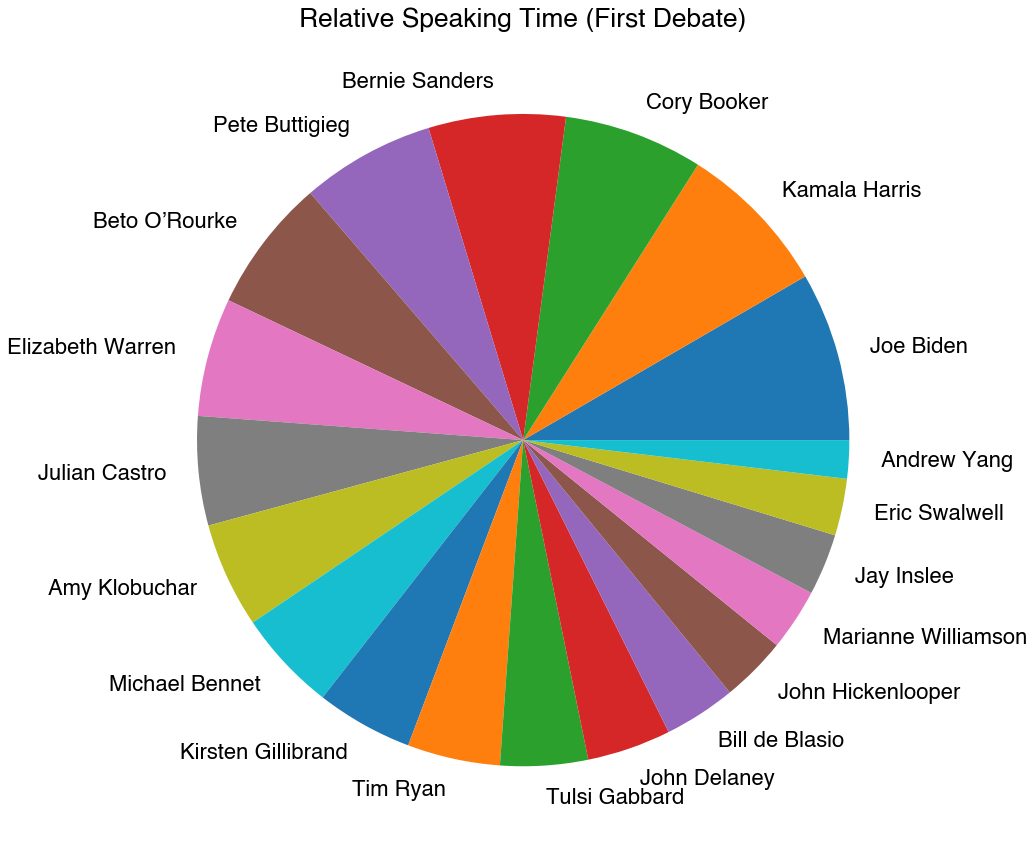 Relative Speaking Time (First Debate)
Bernie Sanders
Cory Booker
Pete Buttigieg
Kamala Harris
Beto O’Rourke
Elizabeth Warren
Joe Biden
Julian Castro
Andrew Yang
Eric Swalwell
Jay Inslee
Amy Klobuchar
Marianne Williamson
Michael Bennet
John Hickenlooper
Kirsten Gillibrand
Bill de Blasio
Tim Ryan
John Delaney
Tulsi Gabbard